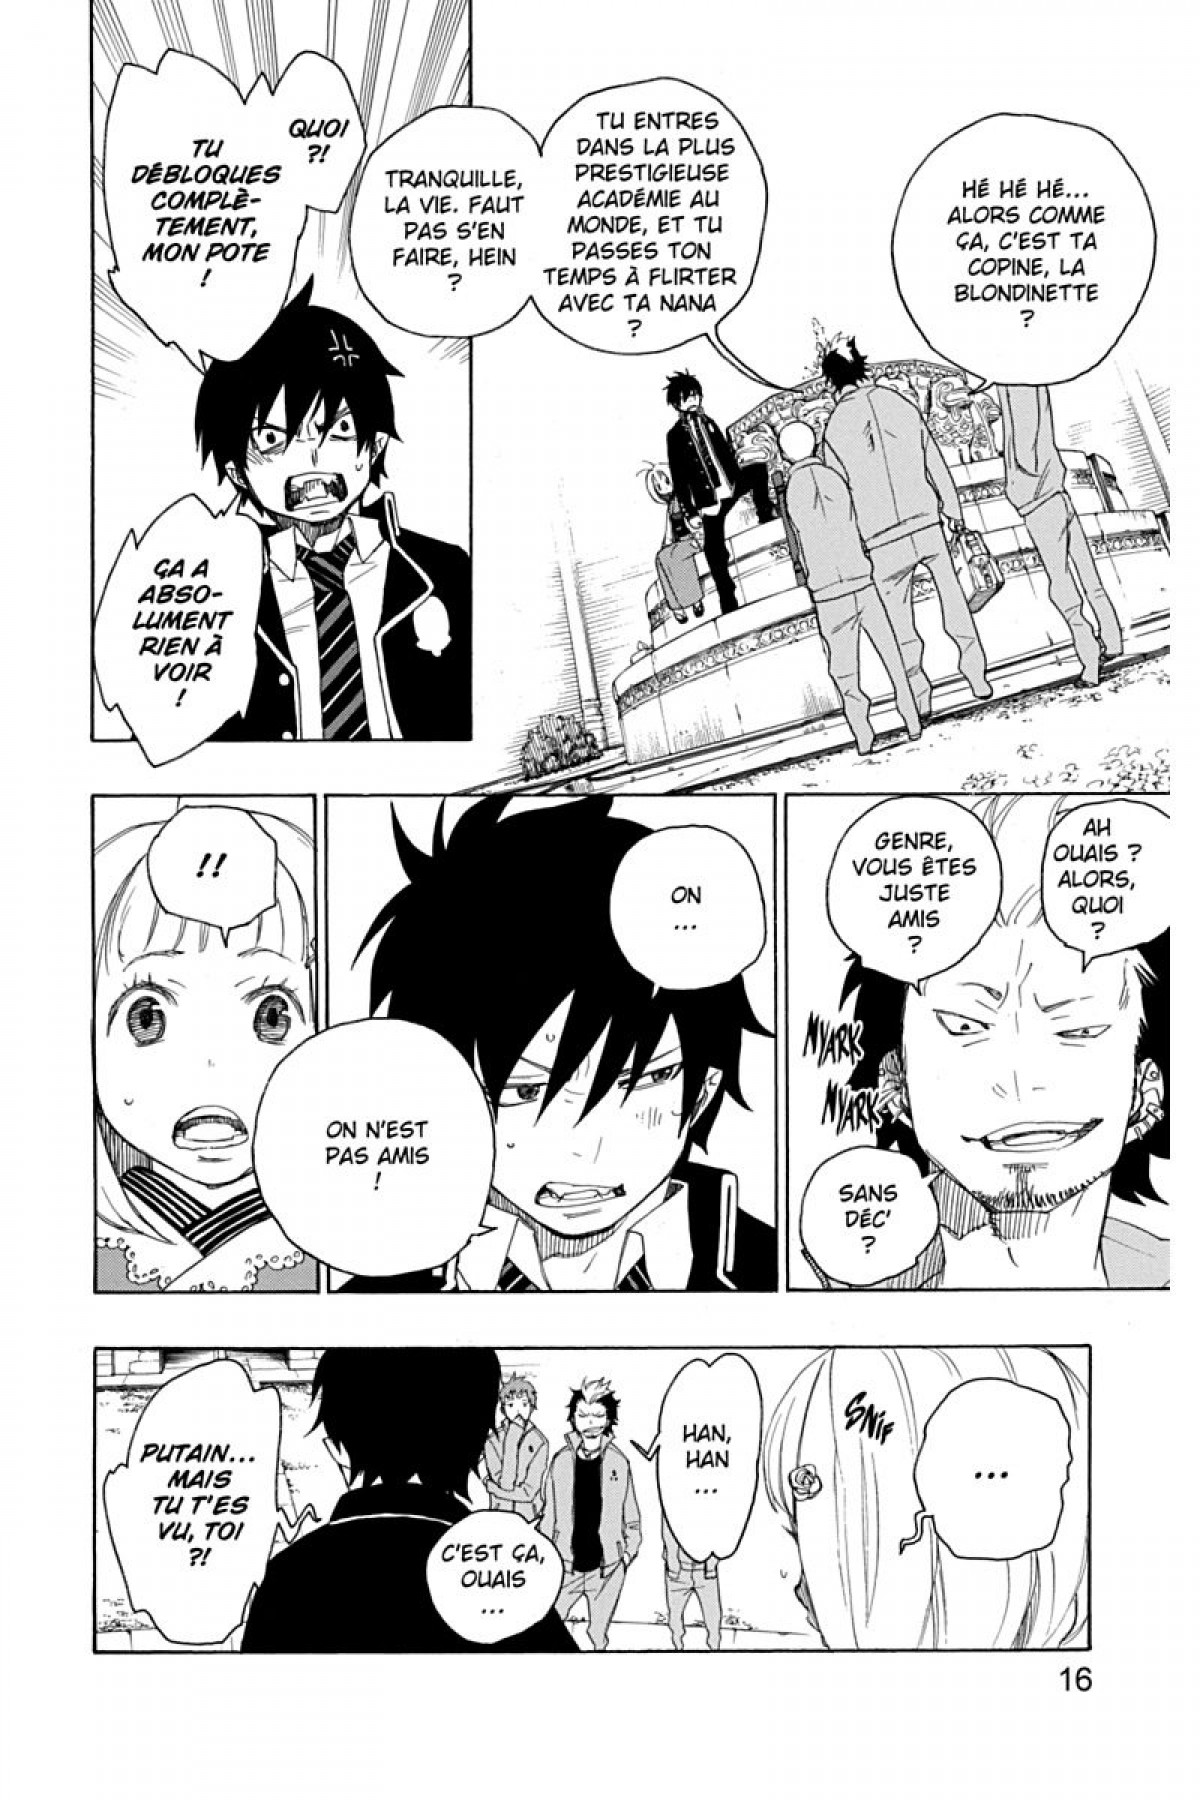 HÉ HÉ HÉ...
ALORS COMME
ÇA, C'EST TA
COPINE, LA
BLONDINETTE
?
TU ENTRES
DANS LA PLUS
PRESTIGIEUSE
ACADÉMIE AU
MONDE, ET TU
PASSES TON
TEMPS À FLIRTER
AVEC TA NANA
?
TRANQUILLE,
LA VIE. FAUT
PAS S'EN
FAIRE, HEIN
?
QUOI
?!
TU
DÉBLOQUES
COMPLÈ-
TEMENT,
MON POTE
!
ÇA A
ABSO-
LUMENT
RIEN À
VOIR
!
AH
OUAIS ?
ALORS,
QUOI
?
GENRE,
VOUS ÊTES
JUSTE
AMIS
?
NYARK
NYARK
SANS
DÉC'
?
ON
...
ON N'EST
PAS AMIS
!
!!
...
SNIF
HAN,
HAN
...
C'EST ÇA,
OUAIS
...
PUTAIN...
MAIS
TU T'ES
VU, TOI
?!
16